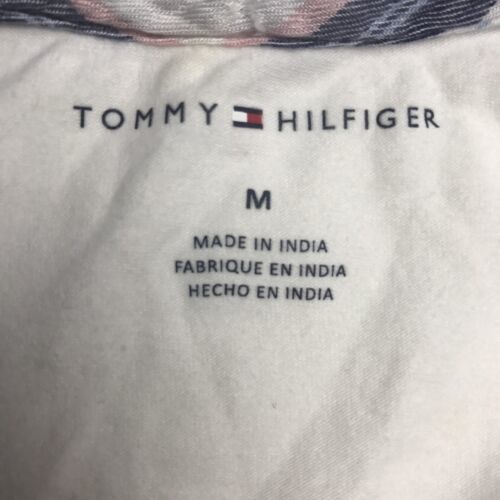 TOMMY HILFIGER
M
MADE IN INDIA
FABRIQUE EN INDIA
HECHO EN INDIA